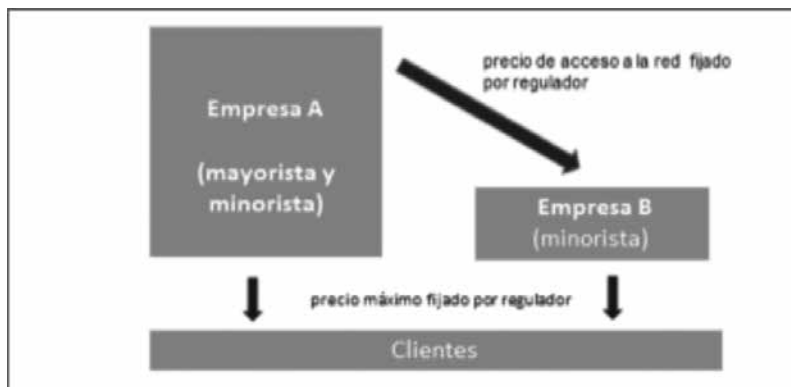 precio de acceso a la red fijado
por regulador
Empresa A
(mayorista y
minorista)
Empresa B
(minorista)
precio máximo fijado por regulador
Clientes